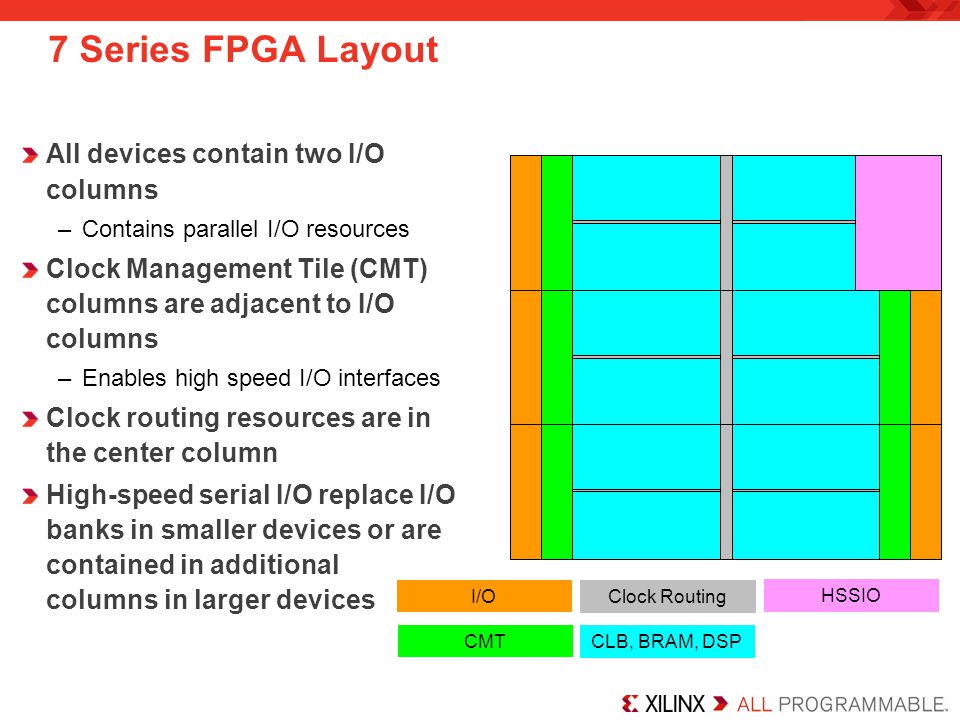 7 Series FPGA Layout
All devices contain two I/O
columns
– Contains parallel I/O resources
Clock Management Tile (CMT)
columns are adjacent to I/O
columns
– Enables high speed I/O interfaces
Clock routing resources are in
the center column
High-speed serial I/O replace I/O
banks in smaller devices or are
contained in additional
columns in larger devices
I/O
Clock Routing
HSSIO
CMT
CLB, BRAM, DSP
XILINX ALL PROGRAMMABLE.